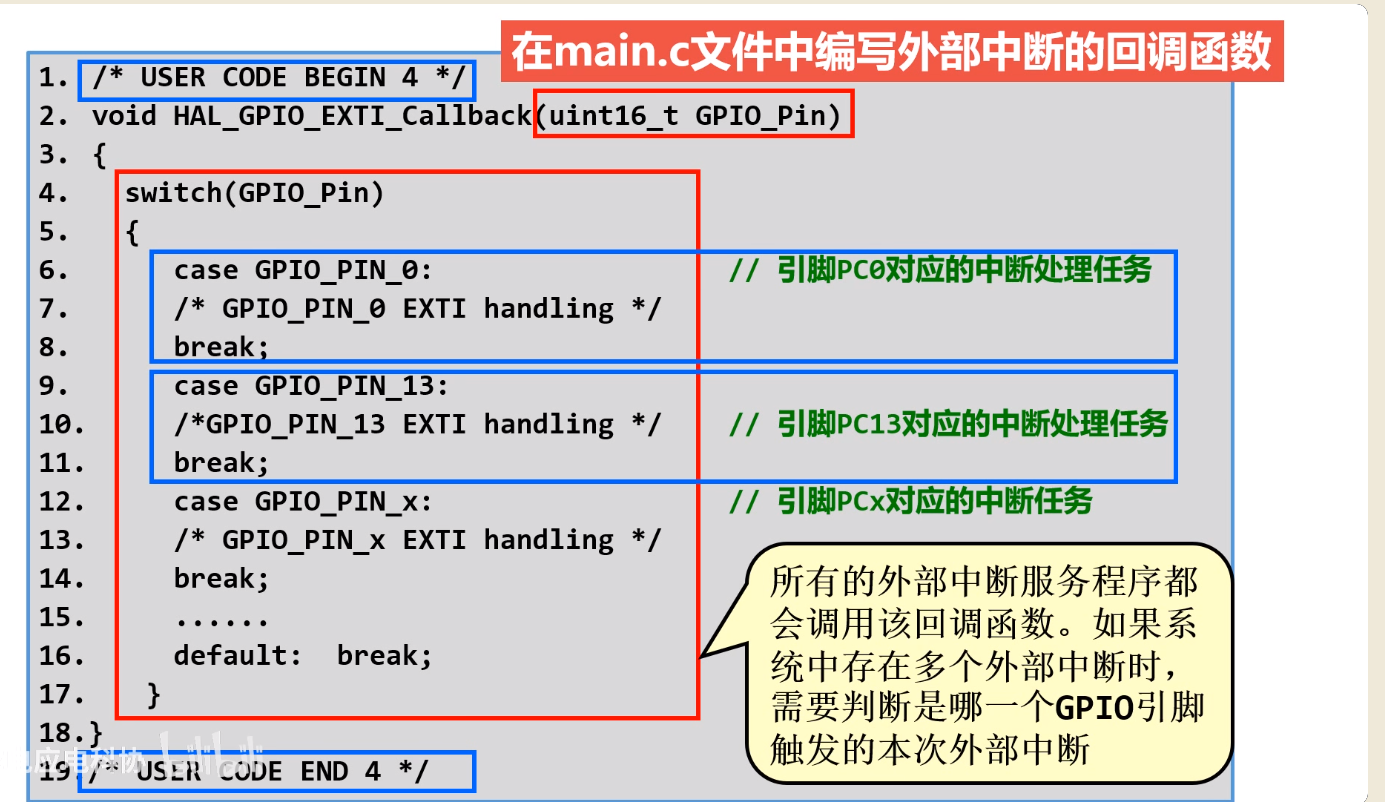 在main.c文件中编写外部中断的回调函数
1. /* USER CODE BEGIN 4 */
2. void HAL_GPIO_EXTI_Callback(uint16_t GPIO_Pin)
3. {
4. switch(GPIO_Pin)
5. {
6. case GPIO_PIN_0: // 引脚PC0对应的中断处理任务
7. /* GPIO_PIN_0 EXTI handling */
8. break;
9. case GPIO_PIN_13:
10. /*GPIO_PIN_13 EXTI handling */ // 引脚PC13对应的中断处理任务
11. break;
12. case GPIO_PIN_x: // 引脚PCx对应的中断任务
13. /* GPIO_PIN_x EXTI handling */
14. break;
15. ......
16. default: break;
17. }
18.}
19./* USER CODE END 4 */
所有的外部中断服务程序都
会调用该回调函数。如果系
统中存在多个外部中断时，
需要判断是哪一个GPIO引脚
触发的本次外部中断
应电科协